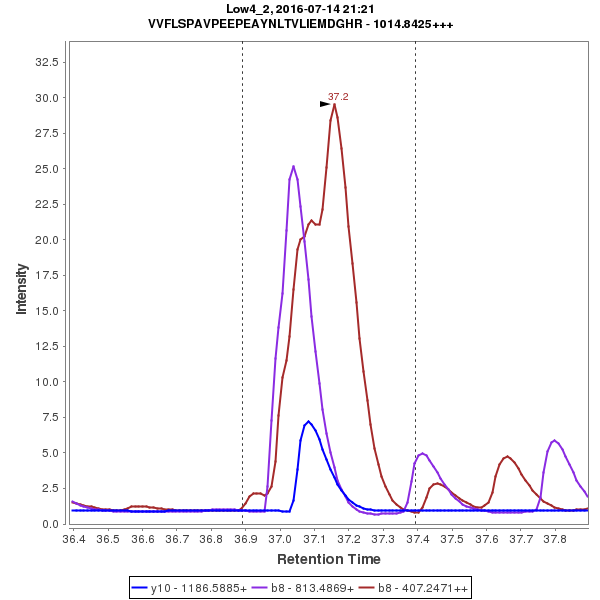 Low4_2, 2016-07-14 21:21
VVFLSPAVPEEPEAYNLTVLIEMDGHR - 1014.8425+++
37.2
32.5
30.0
27.5
25.0
22.5
20.0
17.5
15.0
12.5
10.0
7.5
5.0
2.5
0.0
Intensity
36.4 36.5 36.6 36.7 36.8 36.9 37.0 37.1 37.2 37.3 37.4 37.5 37.6 37.7 37.8
Retention Time
y10 - 1186.5885+ b8 - 813.4869+ b8 - 407.2471++